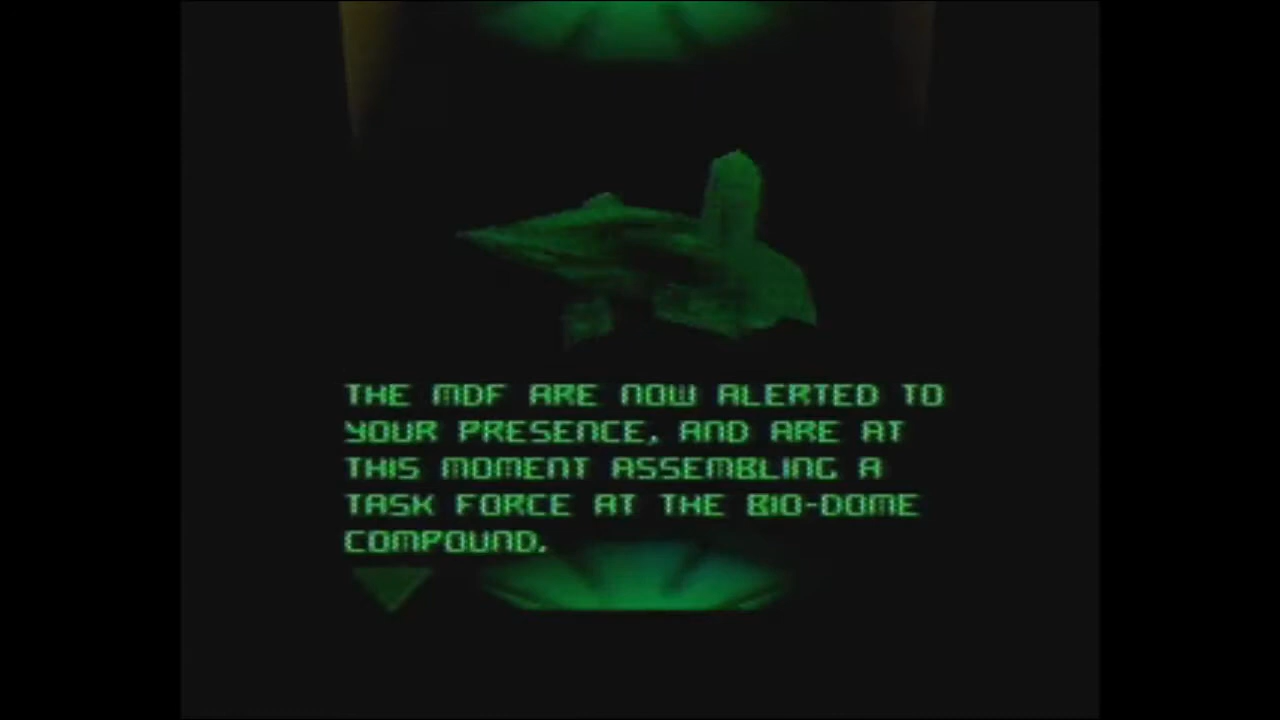 THE MDF ARE NOW ALERTED TO
YOUR PRESENCE, AND ARE AT
THIS MOMENT ASSEMBLING A
TASK FORCE AT THE BIO-DOME
COMPOUND.